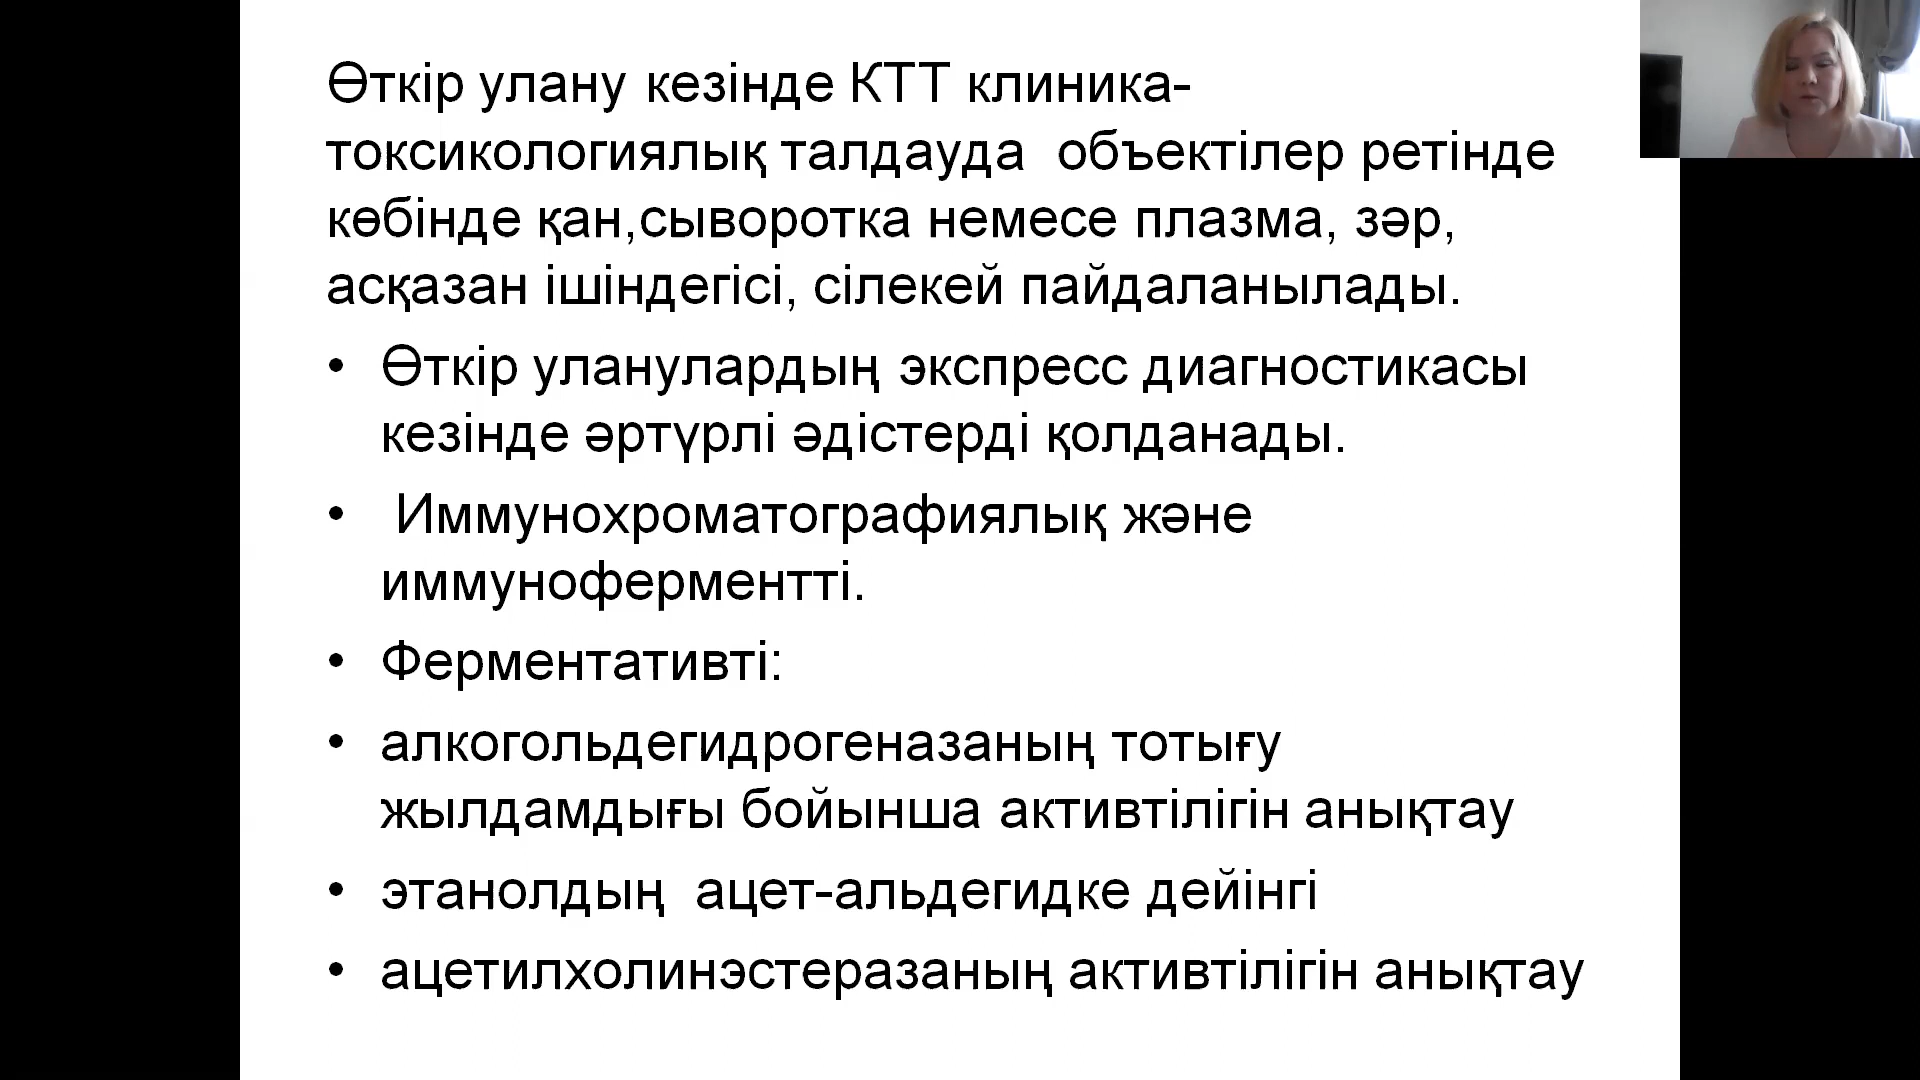 Өткір улану кезінде КТТ клиника-
токсикологиялық талдауда  объектілер ретінде
көбінде қан,сыворотка немесе плазма, зәр,
асқазан ішіндегісі, сілекей пайдаланылады.
• Өткір уланулардың экспресс диагностикасы
кезінде әртүрлі әдістерді қолданады.
• Иммунохроматографиялық және
иммуноферментті.
• Ферментативті:
• алкогольдегидрогеназаның тотығу
жылдамдығы бойынша активтілігін анықтау
• этанолдың  ацет-альдегидке дейінгі
• ацетилхолинэстеразаның активтілігін анықтау